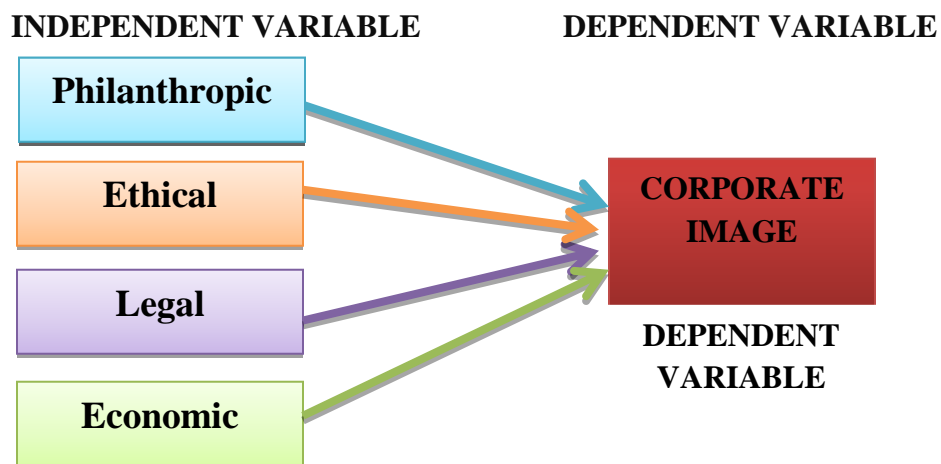 INDEPENDENT VARIABLE
DEPENDENT VARIABLE
Philanthropic
Ethical
Legal
Economic
CORPORATE
IMAGE
DEPENDENT
VARIABLE